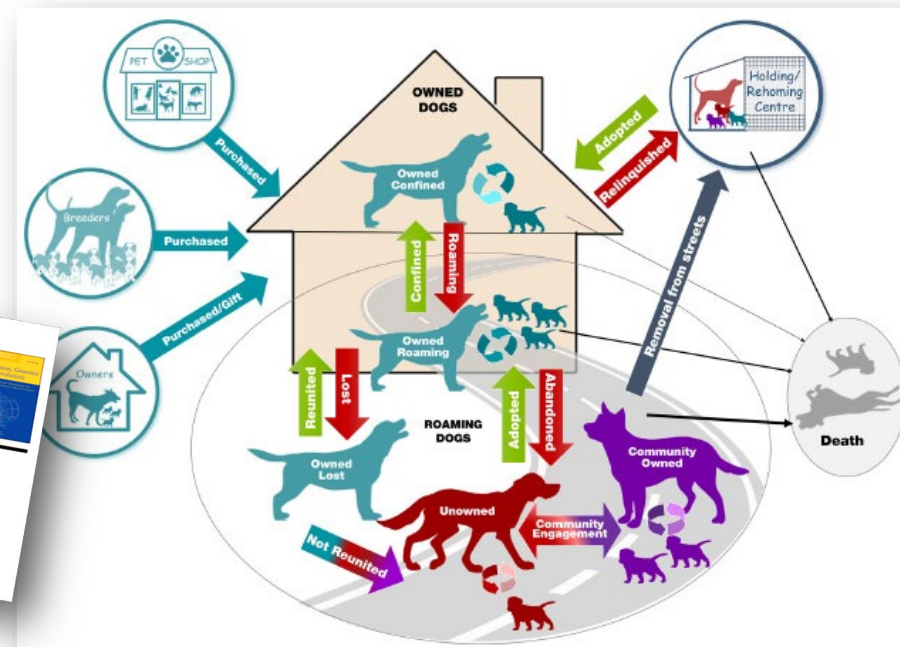 PET SHOP
Purchased
Breeders
Purchased
Owners
Purchased/Gift
OWNED
DOGS
Owned
Confined
Confined
Roaming
Owned
Roaming
Adopted
Relinquished
Holding/
Rehoming
Centre
Removal from streets
Reunited
Lost
ROAMING
DOGS
Adopted
Abandoned
Owned
Lost
Unowned
Community
Engagement
Community
Owned
Not Reunited
Death